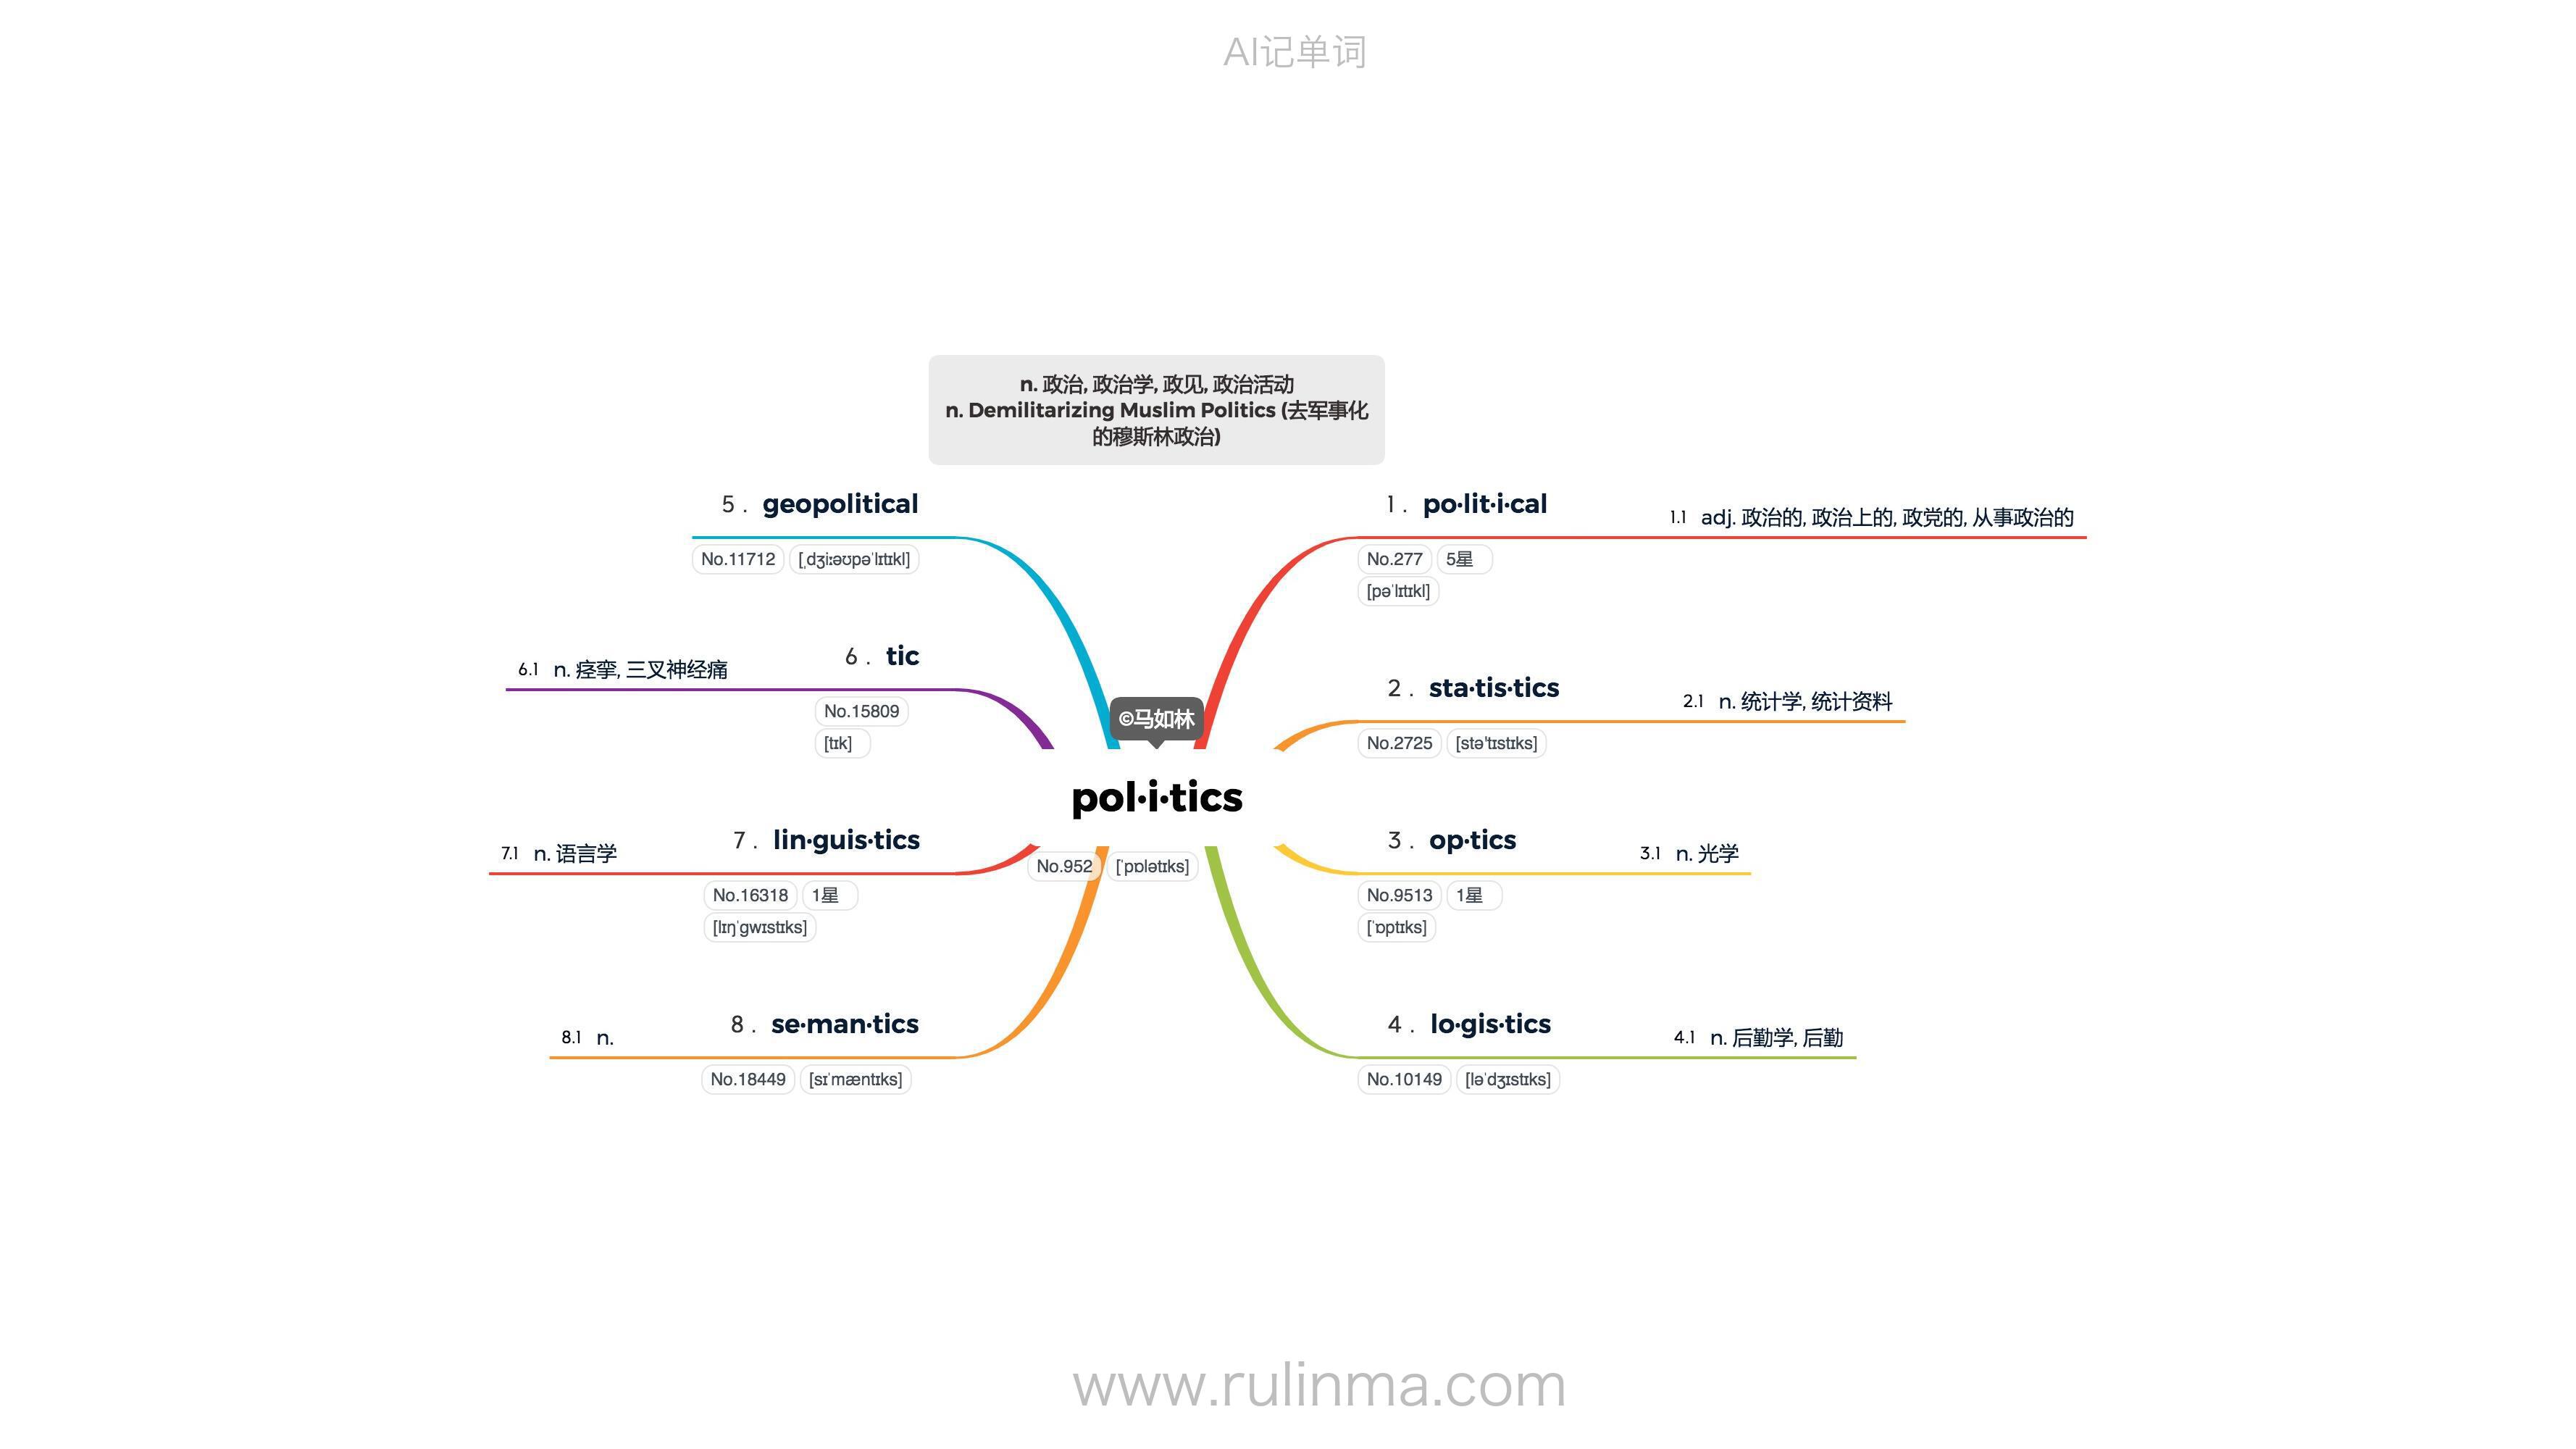 AI记单词
n. 政治, 政治学, 政见, 政治活动
n. Demilitarizing Muslim Politics (去军事化
的穆斯林政治)
©马如林
pol·i·tics
No.952 [ˈpɒlətɪks]
1 . po·lit·i·cal
No.277 5星
[pəˈlɪtɪkl]
1.1 adj. 政治的, 政治上的, 政党的, 从事政治的
2 . sta·tis·tics
No.2725 [stə'tɪstɪks]
2.1 n. 统计学, 统计资料
3 . op·tics
No.9513 1星
[ˈɒptɪks]
3.1 n. 光学
4 . lo·gis·tics
No.10149 [ləˈdʒɪstɪks]
4.1 n. 后勤学, 后勤
5 . geopolitical
No.11712 [ˌdʒiːəʊpəˈlɪtɪkl]
6 . tic
No.15809
[tɪk]
6.1 n. 痉挛, 三叉神经痛
7 . lin·guis·tics
No.16318 1星
[lɪŋˈgwɪstɪks]
7.1 n. 语言学
8 . se·man·tics
No.18449 [sɪˈmæntɪks]
8.1 n.
www.rulinma.com